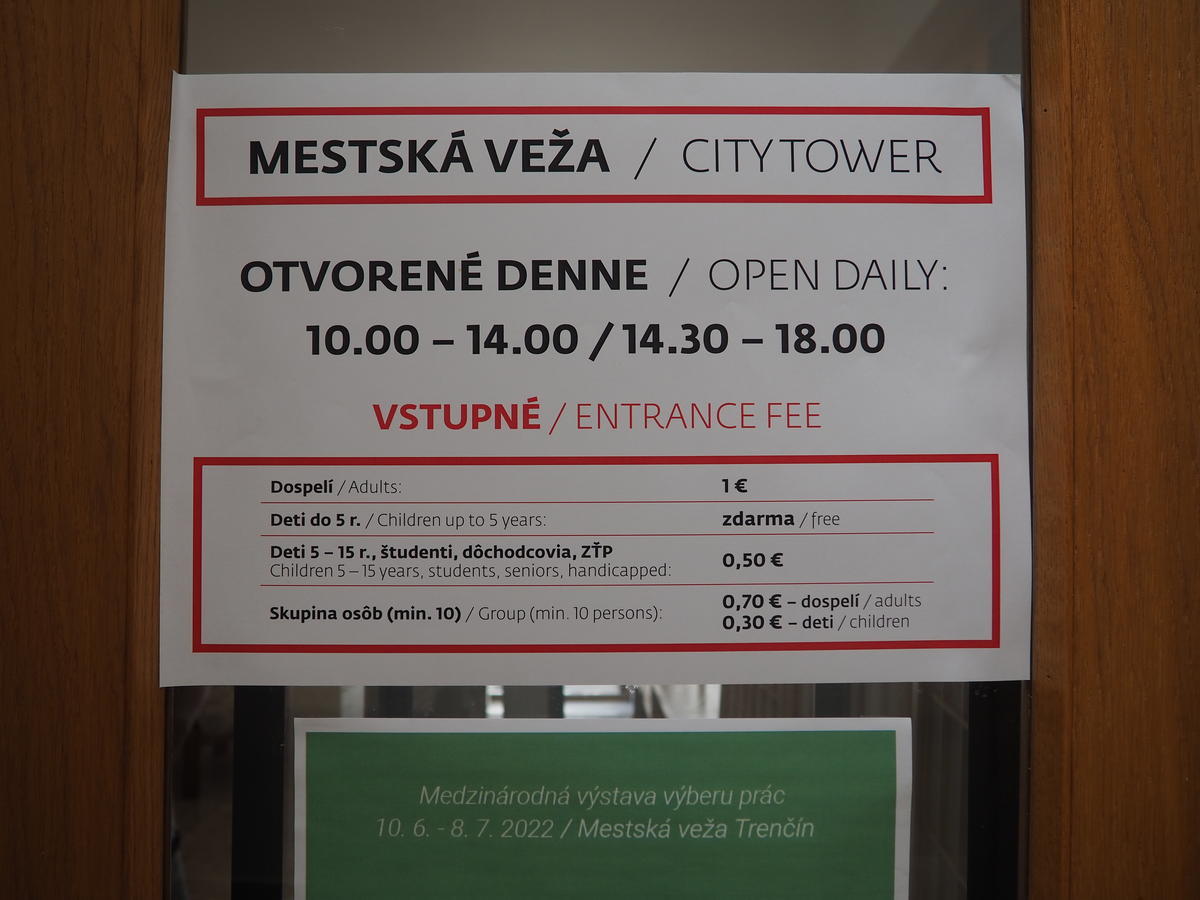 MESTSKÁ VEŽA / CITY TOWER
OTVORENÉ DENNE / OPEN DAILY:
10.00 – 14.00 / 14.30 – 18.00
VSTUPNÉ / ENTRANCE FEE
Dospelí / Adults: 1 €
Deti do 5 r. / Children up to 5 years: zdarma / free
Deti 5 – 15 r., študenti, dôchodcovia, ZŤP
Children 5 – 15 years, students, seniors, handicapped: 0,50 €
Skupina osôb (min. 10) / Group (min. 10 persons): 0,70 € – dospelí / adults
0,30 € – deti / children
Medzinárodná výstava výberu prác
10. 6. - 8. 7. 2022 / Mestská veža Trenčín